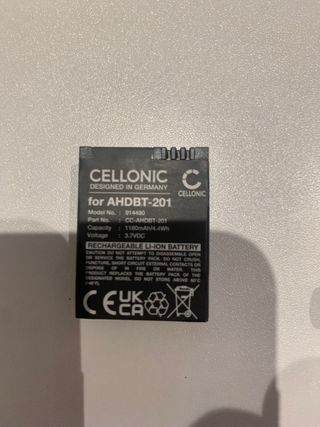 CELLONIC
DESIGNED IN GERMANY
C
CELLONIC
for AHDBT-201
Model No. : 914490
Part No. : CC-AHDBT-201
Capacity : 1180mAh/4.4Wh
Voltage : 3.7VDC
RECHARGEABLE LI-ION BATTERY
CAUTION: DO NOT ATTEMPT TO DISASSEMBLE OPEN
OR SERVICE THE BATTERY PACK. DO NOT CRUSH,
PUNCTURE, SHORT CIRCUIT EXTERNAL CONTACTS OR
DISPOSE OF IN FIRE OR WATER. THIS
PRODUCT REPLACES THE BATTERY PACK OF THE
DESIGNATED MODEL. DO NOT EXPOSE ABOVE 60°C
CE UK
CA